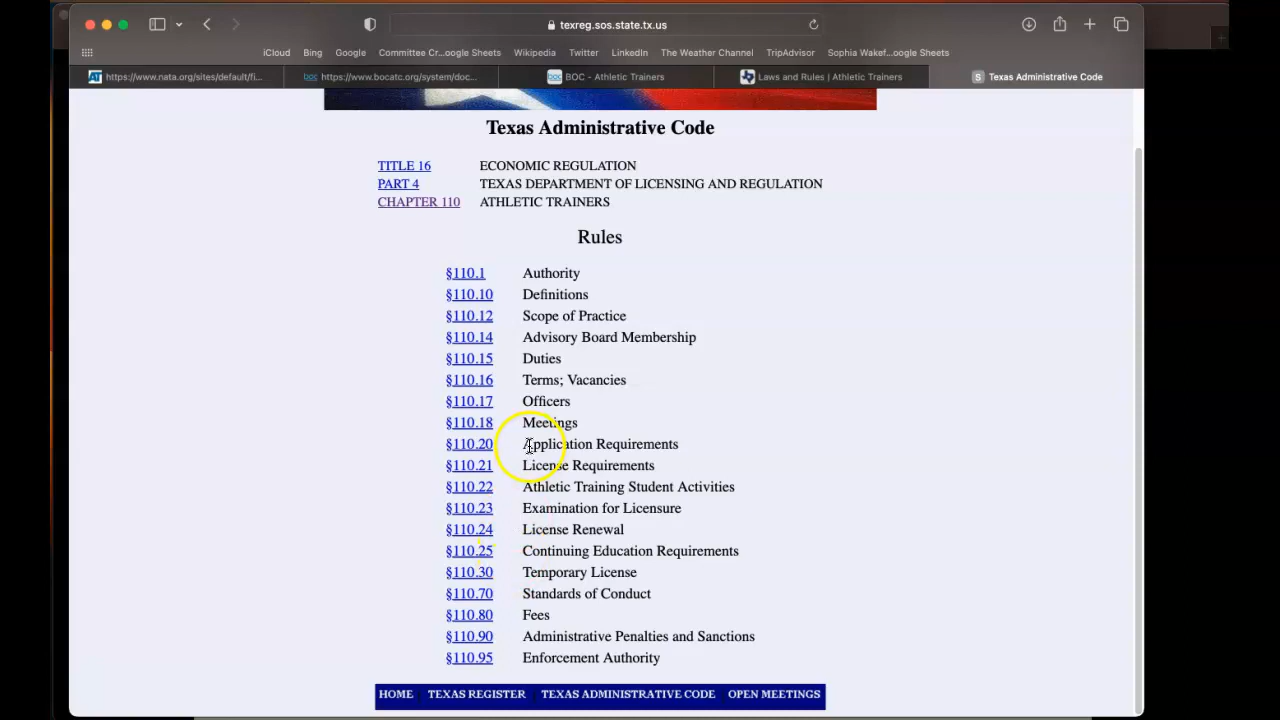 texreg.sos.state.tx.us
iCloud Bing Google Committee Cr...oogle Sheets Wikipedia Twitter LinkedIn The Weather Channel TripAdvisor Sophia Wakef...oogle Sheets
AT https://www.nata.org/sites/default/fi... boc https://www.bocatc.org/system/doc... boc BOC - Athletic Trainers Laws and Rules | Athletic Trainers S Texas Administrative Code
Texas Administrative Code
TITLE 16 ECONOMIC REGULATION
PART 4 TEXAS DEPARTMENT OF LICENSING AND REGULATION
CHAPTER 110 ATHLETIC TRAINERS
Rules
§110.1 Authority
§110.10 Definitions
§110.12 Scope of Practice
§110.14 Advisory Board Membership
§110.15 Duties
§110.16 Terms; Vacancies
§110.17 Officers
§110.18 Meetings
§110.20 Application Requirements
§110.21 License Requirements
§110.22 Athletic Training Student Activities
§110.23 Examination for Licensure
§110.24 License Renewal
§110.25 Continuing Education Requirements
§110.30 Temporary License
§110.70 Standards of Conduct
§110.80 Fees
§110.90 Administrative Penalties and Sanctions
§110.95 Enforcement Authority
HOME TEXAS REGISTER TEXAS ADMINISTRATIVE CODE OPEN MEETINGS